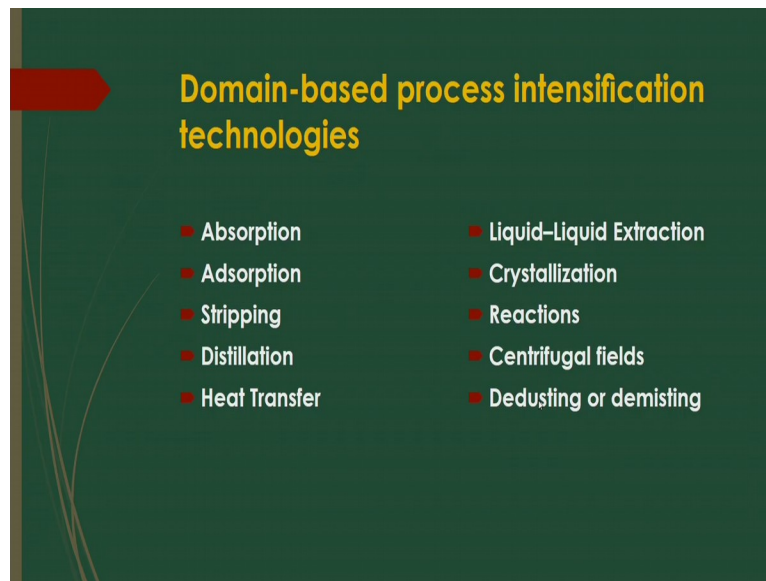 Domain-based process intensification
technologies
Absorption
Adsorption
Stripping
Distillation
Heat Transfer
Liquid–Liquid Extraction
Crystallization
Reactions
Centrifugal fields
Dedusting or demisting